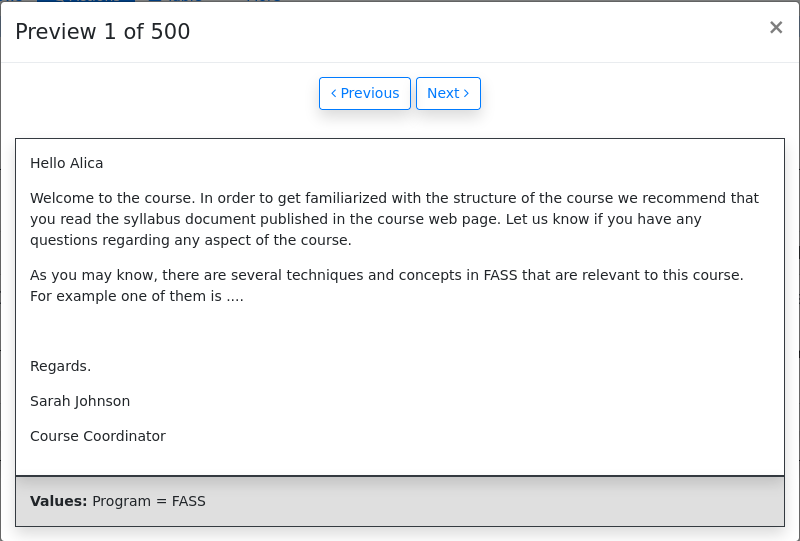 Preview 1 of 500
×
‹ Previous
Next ›
Hello Alica
Welcome to the course. In order to get familiarized with the structure of the course we recommend that
you read the syllabus document published in the course web page. Let us know if you have any
questions regarding any aspect of the course.
As you may know, there are several techniques and concepts in FASS that are relevant to this course.
For example one of them is ....
Regards.
Sarah Johnson
Course Coordinator
Values: Program = FASS